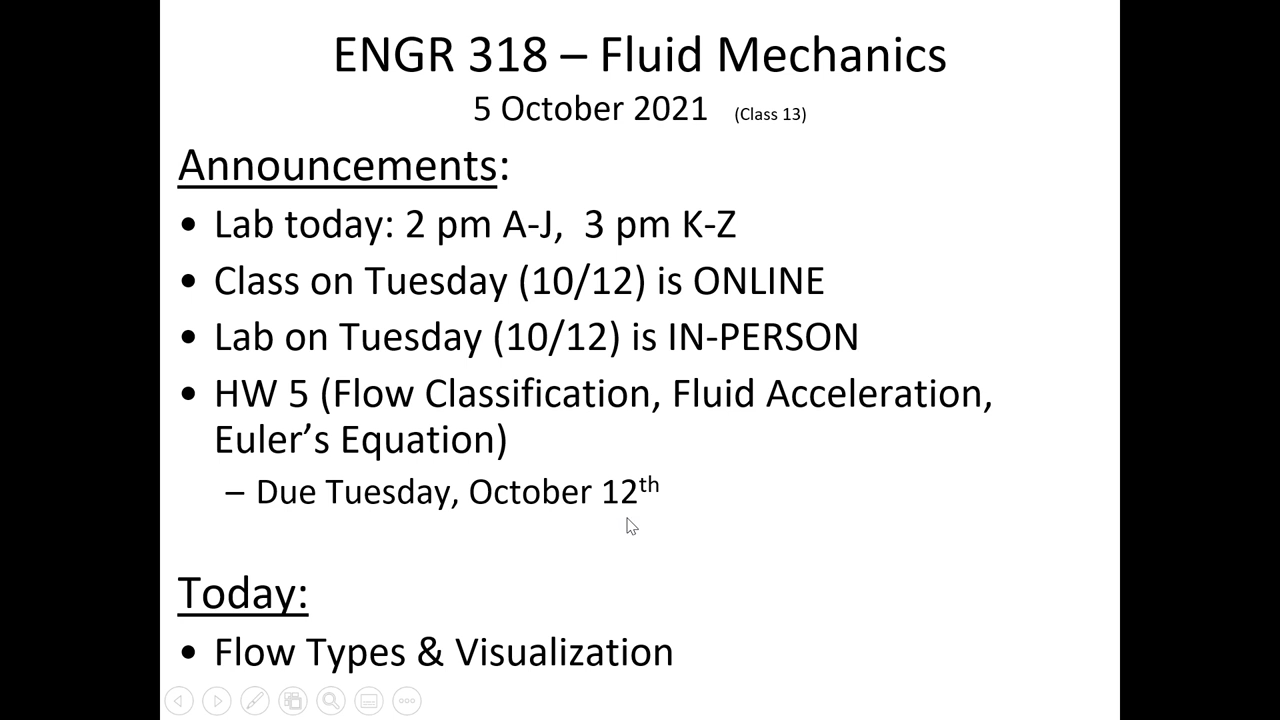 ENGR 318 – Fluid Mechanics
5 October 2021 (Class 13)
Announcements:
• Lab today: 2 pm A-J, 3 pm K-Z
• Class on Tuesday (10/12) is ONLINE
• Lab on Tuesday (10/12) is IN-PERSON
• HW 5 (Flow Classification, Fluid Acceleration,
Euler’s Equation)
– Due Tuesday, October 12th
Today:
• Flow Types & Visualization